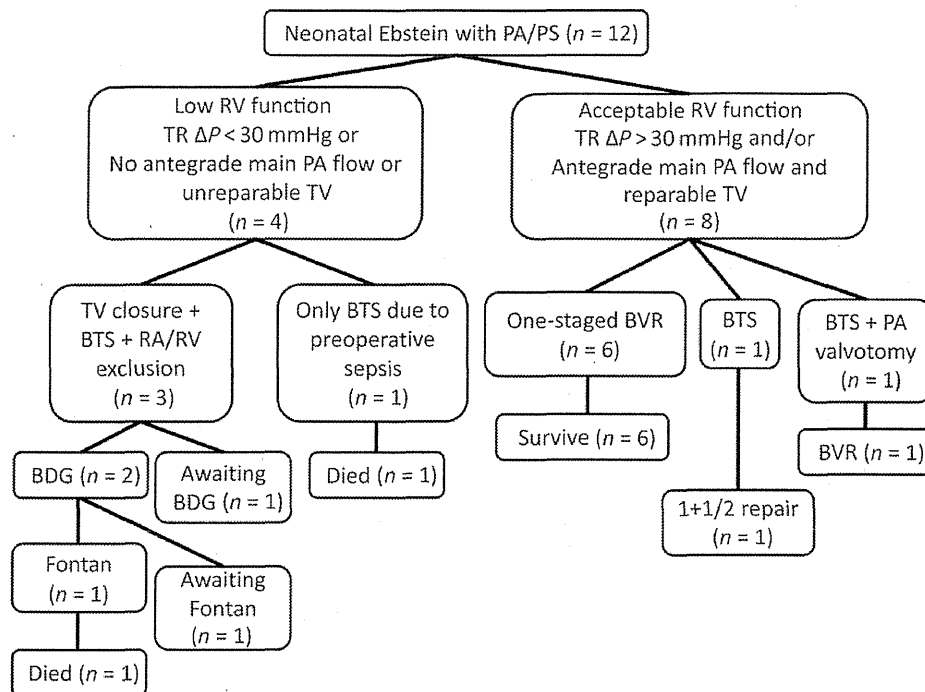 Neonatal Ebstein with PA/PS (n = 12)
Low RV function
TR ΔP < 30 mmHg or
No antegrade main PA flow or
unreparable TV
(n = 4)
Acceptable RV function
TR ΔP > 30 mmHg and/or
Antegrade main PA flow and
reparable TV
(n = 8)
TV closure +
BTS + RA/RV
exclusion
(n = 3)
Only BTS due to
preoperative
sepsis
(n = 1)
One-staged BVR
(n = 6)
BTS
(n = 1)
BTS + PA
valvotomy
(n = 1)
BDG (n = 2)
Awaiting
BDG (n = 1)
Died (n = 1)
Survive (n = 6)
BVR (n = 1)
1+1/2 repair
(n = 1)
Fontan
(n = 1)
Awaiting
Fontan
(n = 1)
Died (n = 1)